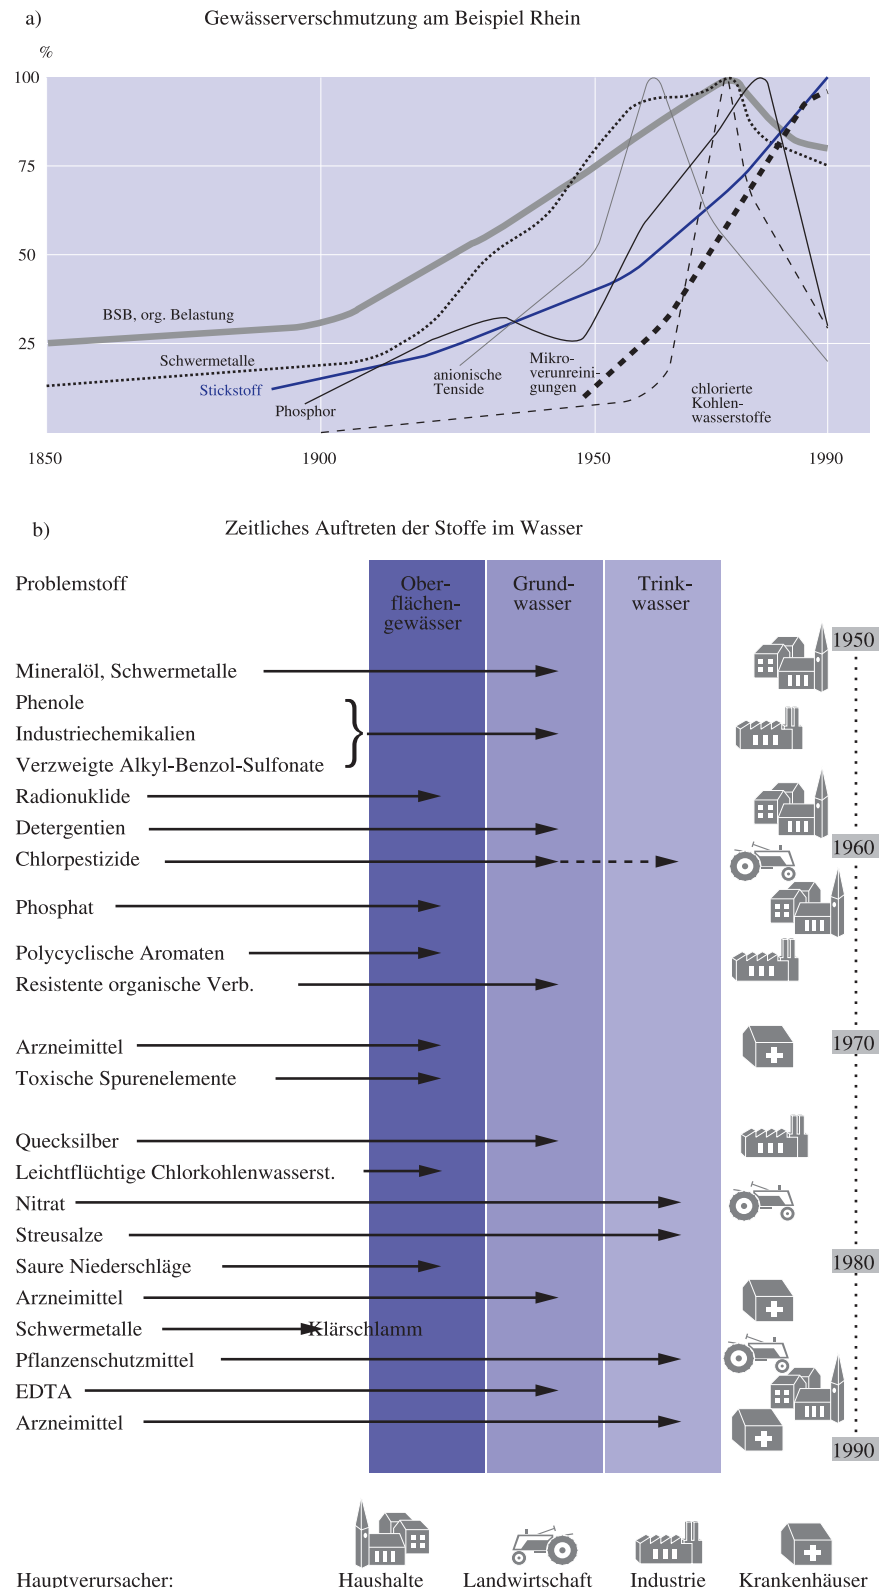 a) Gewässerverschmutzung am Beispiel Rhein
%
100
75
50
25
BSB, org. Belastung
Schwermetalle
Stickstoff
Phosphor
anionische
Tenside
Mikro-
verunreini-
gungen
chlorierte
Kohlen-
wasserstoffe
1850 1900 1950 1990
b) Zeitliches Auftreten der Stoffe im Wasser
Problemstoff
Ober-
flächen-
gewässer
Grund-
wasser
Trink-
wasser
1950
Mineralöl, Schwermetalle
Phenole
Industriechemikalien
Verzweigte Alkyl-Benzol-Sulfonate
Radionuklide
Detergentien
1960
Chlorpestizide
Phosphat
Polycyclische Aromaten
Resistente organische Verb.
1970
Arzneimittel
Toxische Spurenelemente
Quecksilber
Leichtflüchtige Chlorkohlenwasserst.
Nitrat
Streusalze
1980
Saure Niederschläge
Arzneimittel
Schwermetalle Klärschlamm
Pflanzenschutzmittel
EDTA
Arzneimittel
1990
Hauptverursacher: Haushalte Landwirtschaft Industrie Krankenhäuser